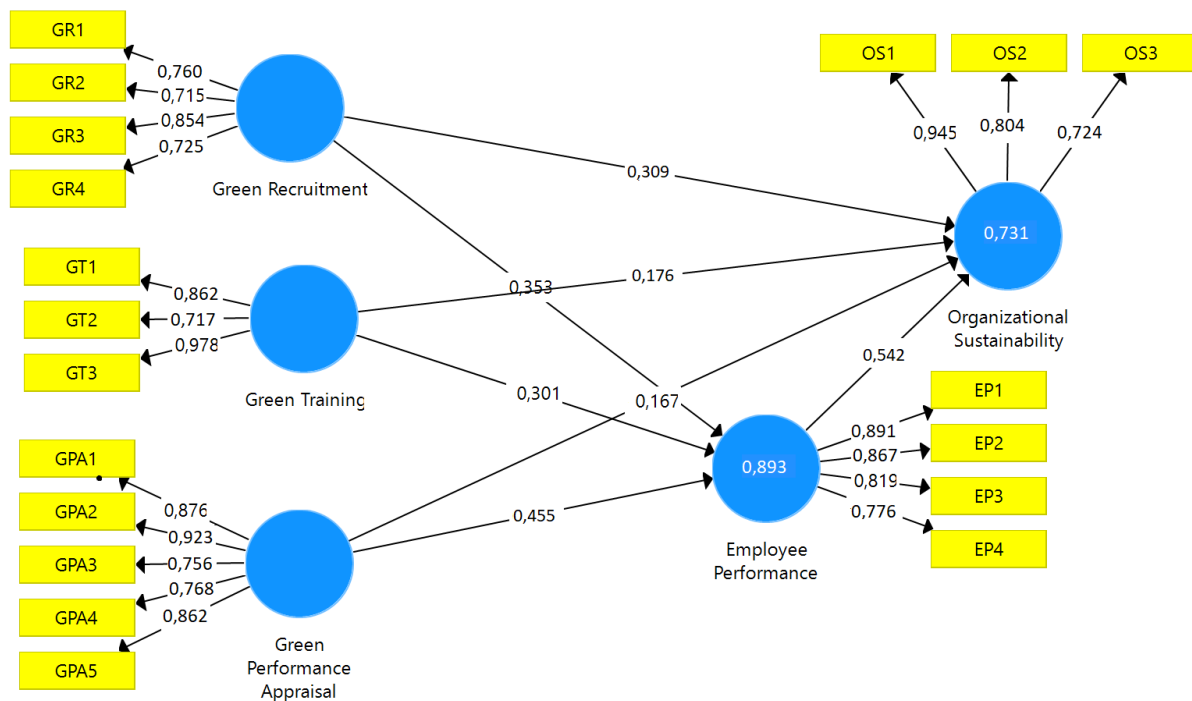 GR1
GR2
GR3
GR4
0,760
0,715
0,854
0,725
Green Recruitment
GT1
GT2
GT3
0,862
0,717
0,978
Green Training
GPA1
GPA2
GPA3
GPA4
GPA5
0,876
0,923
0,756
0,768
0,862
Green
Performance
Appraisal
0,309
0,176
0,353
0,301
0,167
0,455
0,542
OS1
OS2
OS3
0,945
0,804
0,724
0,731
Organizational
Sustainability
0,893
Employee
Performance
0,891
0,867
0,819
0,776
EP1
EP2
EP3
EP4